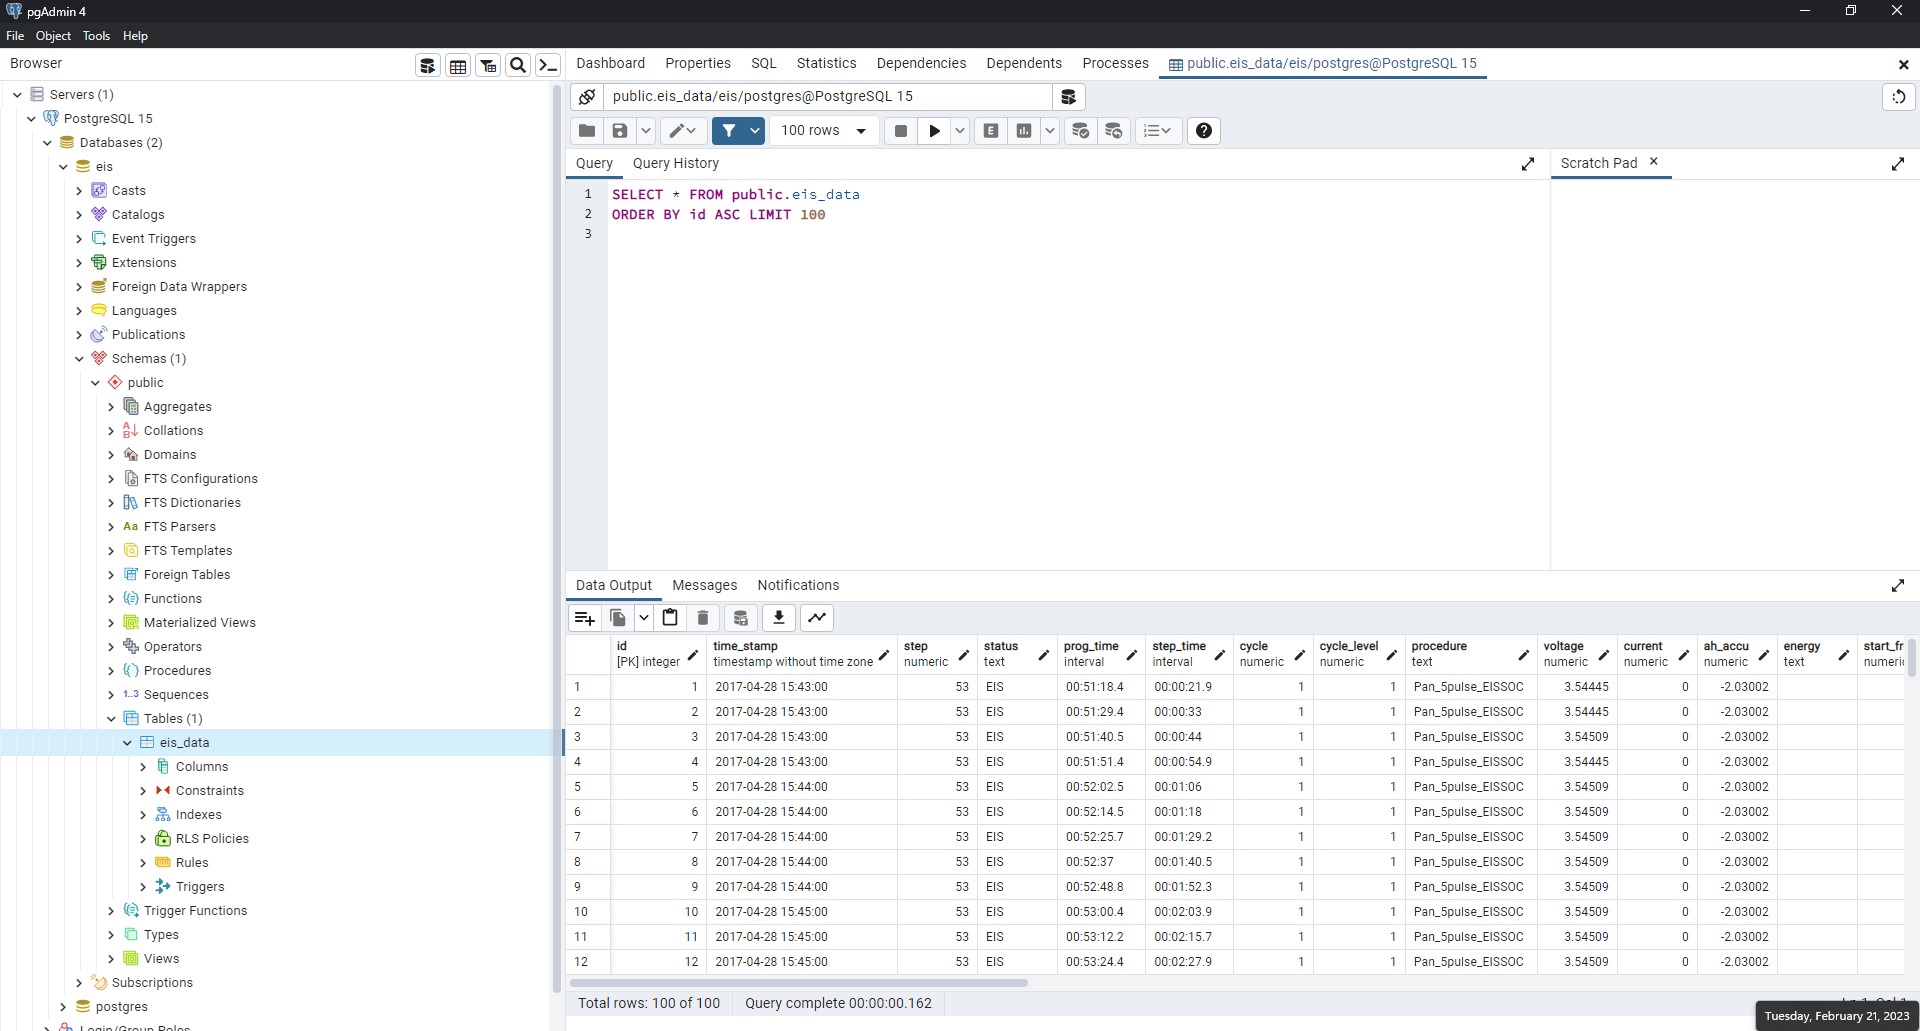 pgAdmin 4
File Object Tools Help
Browser
Dashboard Properties SQL Statistics Dependencies Dependents Processes public.eis_data/eis/postgres@PostgreSQL 15
Servers (1)
PostgreSQL 15
Databases (2)
eis
Casts
Catalogs
Event Triggers
Extensions
Foreign Data Wrappers
Languages
Publications
Schemas (1)
public
Aggregates
Collations
Domains
FTS Configurations
FTS Dictionaries
FTS Parsers
FTS Templates
Foreign Tables
Functions
Materialized Views
Operators
Procedures
Sequences
Tables (1)
eis_data
Columns
Constraints
Indexes
RLS Policies
Rules
Triggers
Trigger Functions
Types
Views
Subscriptions
postgres
Login/Group Roles
public.eis_data/eis/postgres@PostgreSQL 15
100 rows
Query Query History
Scratch Pad
1 SELECT * FROM public.eis_data
2 ORDER BY id ASC LIMIT 100
3
Data Output Messages Notifications
id time_stamp step status prog_time step_time cycle cycle_level procedure voltage current ah_accu energy start_fr
[PK] integer timestamp without time zone numeric text interval interval numeric numeric text numeric numeric numeric text numeric
1 1 2017-04-28 15:43:00 53 EIS 00:51:18.4 00:00:21.9 1 1 Pan_5pulse_EISSOC 3.54445 0 -2.03002
2 2 2017-04-28 15:43:00 53 EIS 00:51:29.4 00:00:33 1 1 Pan_5pulse_EISSOC 3.54445 0 -2.03002
3 3 2017-04-28 15:43:00 53 EIS 00:51:40.5 00:00:44 1 1 Pan_5pulse_EISSOC 3.54509 0 -2.03002
4 4 2017-04-28 15:43:00 53 EIS 00:51:51.4 00:00:54.9 1 1 Pan_5pulse_EISSOC 3.54445 0 -2.03002
5 5 2017-04-28 15:44:00 53 EIS 00:52:02.5 00:01:06 1 1 Pan_5pulse_EISSOC 3.54509 0 -2.03002
6 6 2017-04-28 15:44:00 53 EIS 00:52:14.5 00:01:18 1 1 Pan_5pulse_EISSOC 3.54509 0 -2.03002
7 7 2017-04-28 15:44:00 53 EIS 00:52:25.7 00:01:29.2 1 1 Pan_5pulse_EISSOC 3.54509 0 -2.03002
8 8 2017-04-28 15:44:00 53 EIS 00:52:37 00:01:40.5 1 1 Pan_5pulse_EISSOC 3.54509 0 -2.03002
9 9 2017-04-28 15:44:00 53 EIS 00:52:48.8 00:01:52.3 1 1 Pan_5pulse_EISSOC 3.54509 0 -2.03002
10 10 2017-04-28 15:45:00 53 EIS 00:53:00.4 00:02:03.9 1 1 Pan_5pulse_EISSOC 3.54509 0 -2.03002
11 11 2017-04-28 15:45:00 53 EIS 00:53:12.2 00:02:15.7 1 1 Pan_5pulse_EISSOC 3.54509 0 -2.03002
12 12 2017-04-28 15:45:00 53 EIS 00:53:24.4 00:02:27.9 1 1 Pan_5pulse_EISSOC 3.54509 0 -2.03002
Total rows: 100 of 100 Query complete 00:00:00.162
Tuesday, February 21, 2023